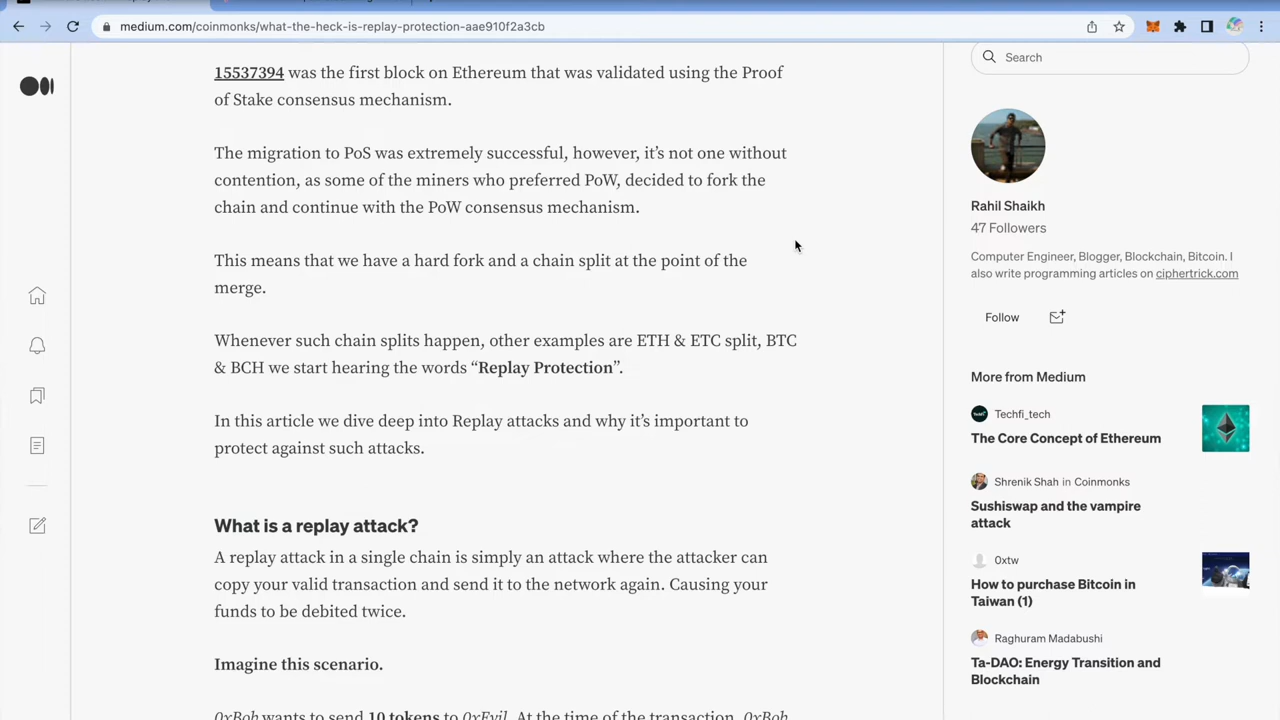 medium.com/coinmonks/what-the-heck-is-replay-protection-aae910f2a3cb
15537394 was the first block on Ethereum that was validated using the Proof
of Stake consensus mechanism.
The migration to PoS was extremely successful, however, it’s not one without
contention, as some of the miners who preferred PoW, decided to fork the
chain and continue with the PoW consensus mechanism.
This means that we have a hard fork and a chain split at the point of the
merge.
Whenever such chain splits happen, other examples are ETH & ETC split, BTC
& BCH we start hearing the words “Replay Protection”.
In this article we dive deep into Replay attacks and why it’s important to
protect against such attacks.
What is a replay attack?
A replay attack in a single chain is simply an attack where the attacker can
copy your valid transaction and send it to the network again. Causing your
funds to be debited twice.
Imagine this scenario.
0xBob wants to send 10 tokens to 0xEvil. At the time of the transaction, 0xBob
Search
Rahil Shaikh
47 Followers
Computer Engineer, Blogger, Blockchain, Bitcoin. I
also write programming articles on ciphertrick.com
Follow
More from Medium
Techfi_tech
The Core Concept of Ethereum
Shrenik Shah in Coinmonks
Sushiswap and the vampire
attack
0xtw
How to purchase Bitcoin in
Taiwan (1)
Raghuram Madabushi
Ta-DAO: Energy Transition and
Blockchain